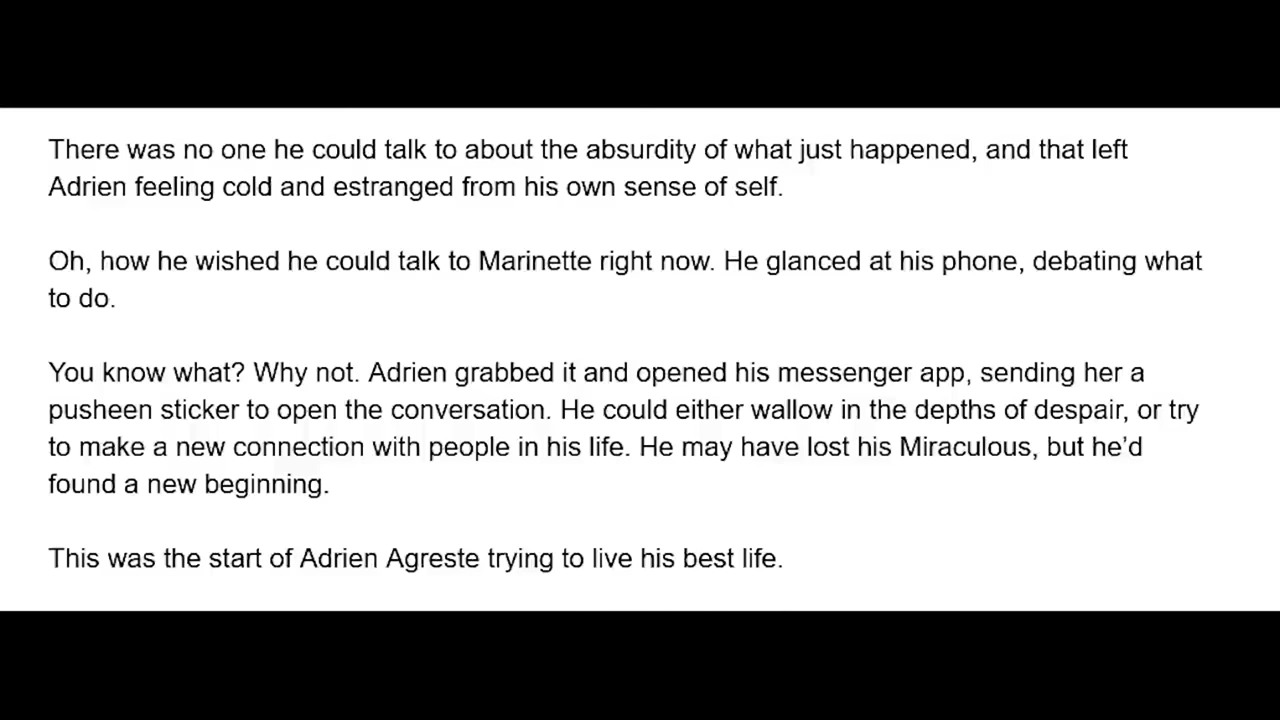 There was no one he could talk to about the absurdity of what just happened, and that left
Adrien feeling cold and estranged from his own sense of self.
Oh, how he wished he could talk to Marinette right now. He glanced at his phone, debating what
to do.
You know what? Why not. Adrien grabbed it and opened his messenger app, sending her a
pusheen sticker to open the conversation. He could either wallow in the depths of despair, or try
to make a new connection with people in his life. He may have lost his Miraculous, but he’d
found a new beginning.
This was the start of Adrien Agreste trying to live his best life.